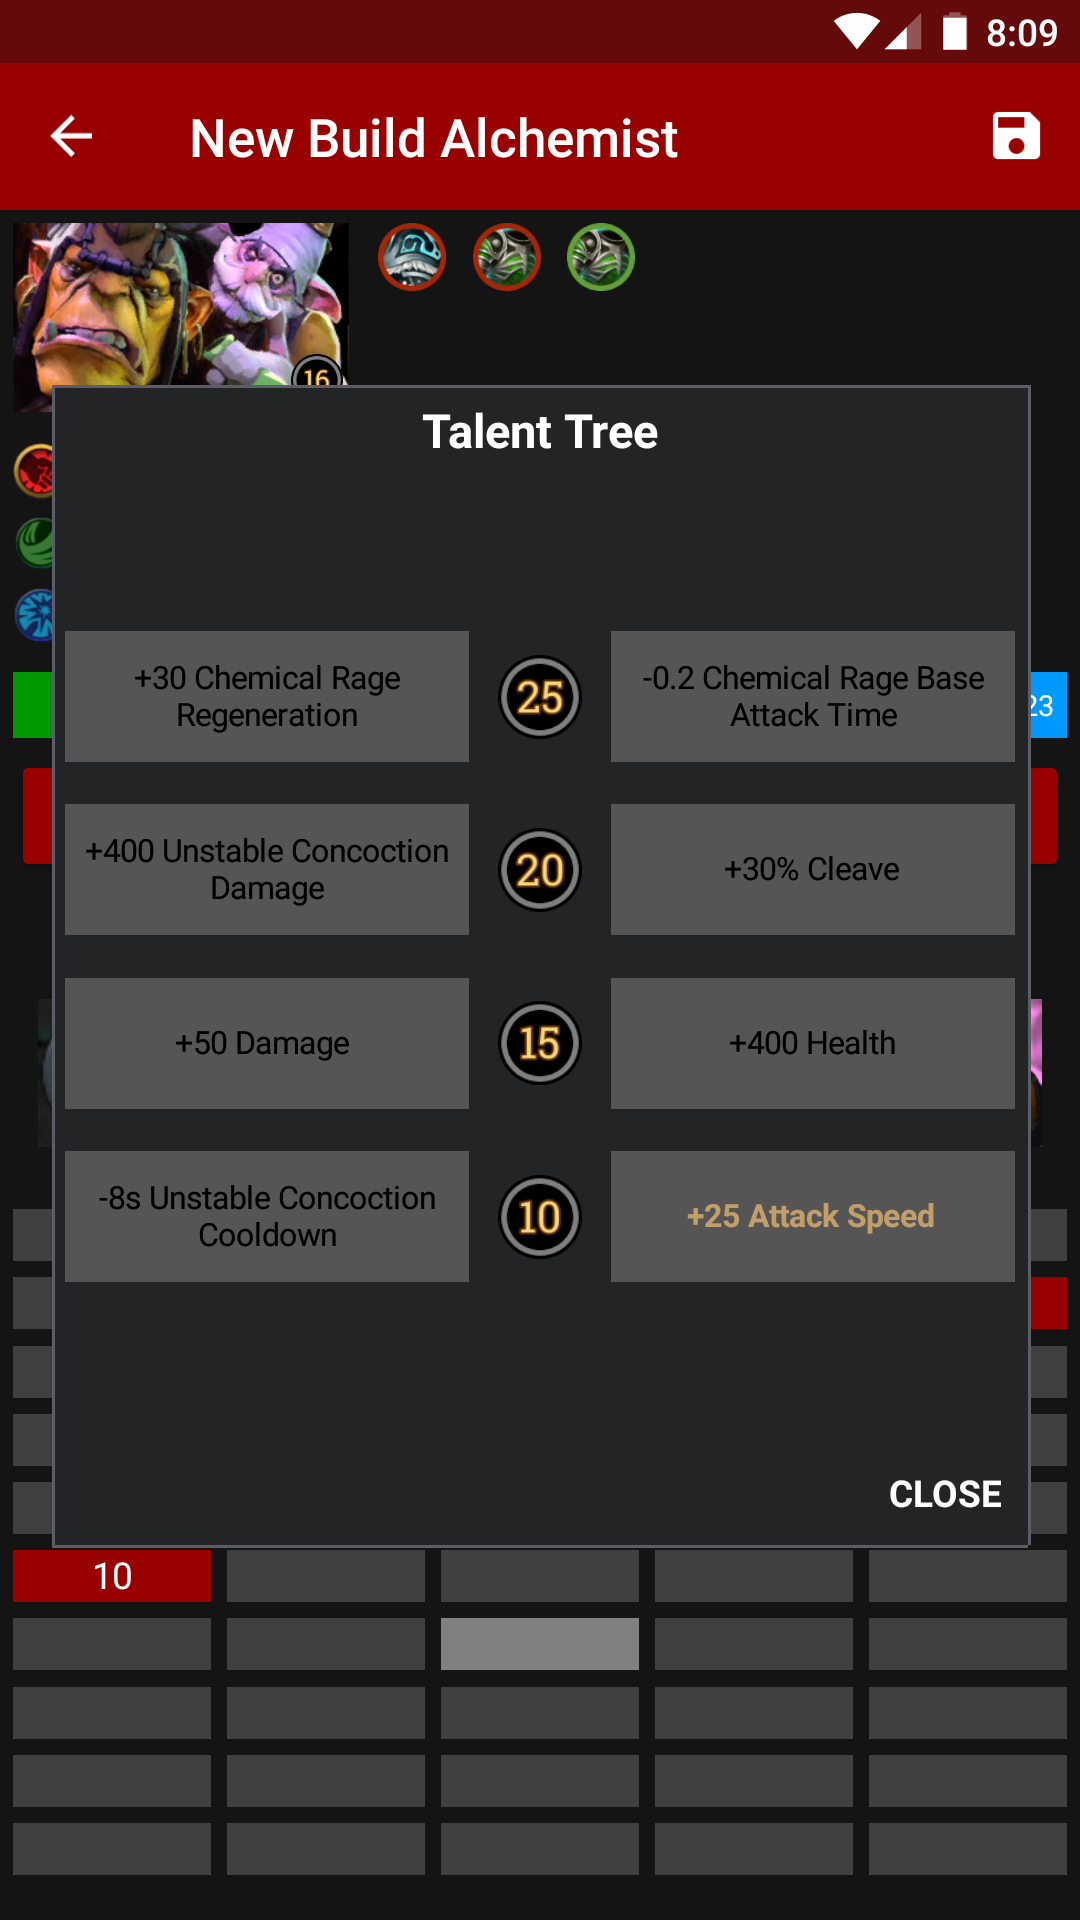 8:09
New Build Alchemist
16
Talent Tree
+30 Chemical Rage
Regeneration
25
-0.2 Chemical Rage Base
Attack Time
23
+400 Unstable Concoction
Damage
20
+30% Cleave
+50 Damage
15
+400 Health
-8s Unstable Concoction
Cooldown
10
+25 Attack Speed
CLOSE
10